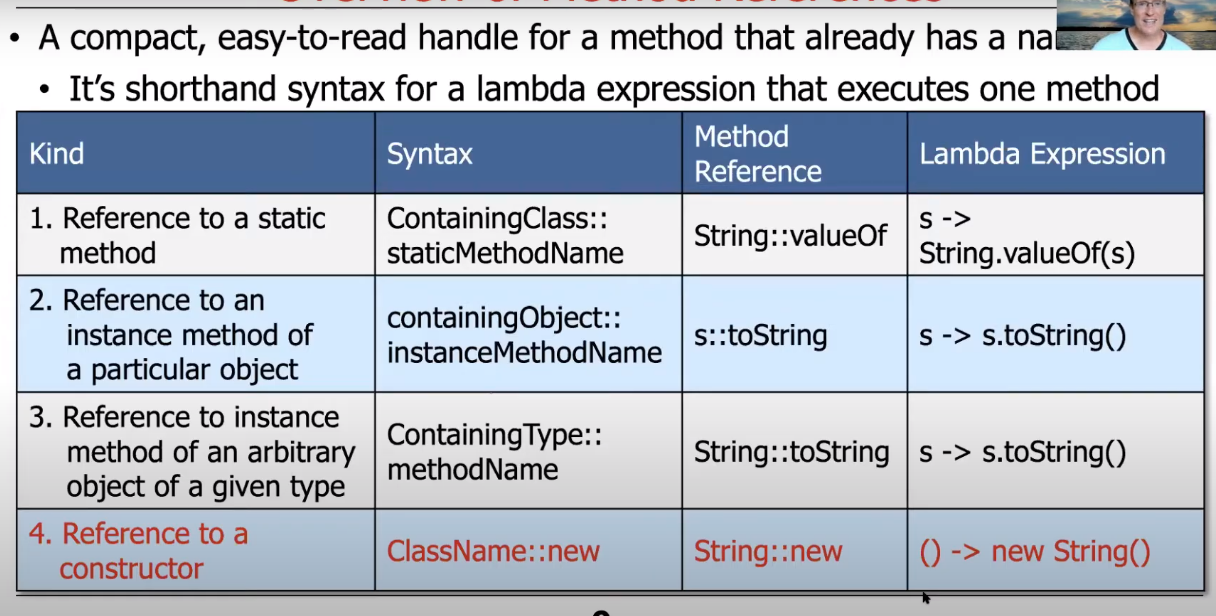 • A compact, easy-to-read handle for a method that already has a
• It's shorthand syntax for a lambda expression that executes one method
Kind
Syntax
Method
Reference
Lambda Expression
1. Reference to a static
method
ContainingClass::
staticMethodName
String::valueOf
s ->
String.valueOf(s)
2. Reference to an
instance method of
a particular object
containingObject::
instanceMethodName
s::toString
s -> s.toString()
3. Reference to instance
method of an arbitrary
object of a given type
ContainingType::
methodName
String::toString
s -> s.toString()
4. Reference to a
constructor
ClassName::new
String::new
() -> new String()